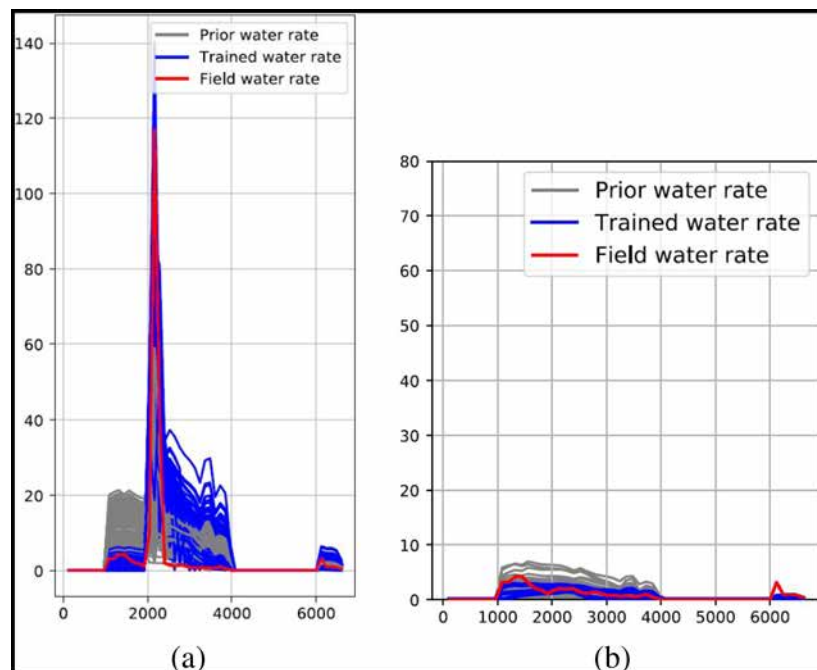 140
120
100
80
60
40
20
0
0 2000 4000 6000
Prior water rate
Trained water rate
Field water rate
(a)
80
70
60
50
40
30
20
10
0
0 1000 2000 3000 4000 5000 6000
Prior water rate
Trained water rate
Field water rate
(b)